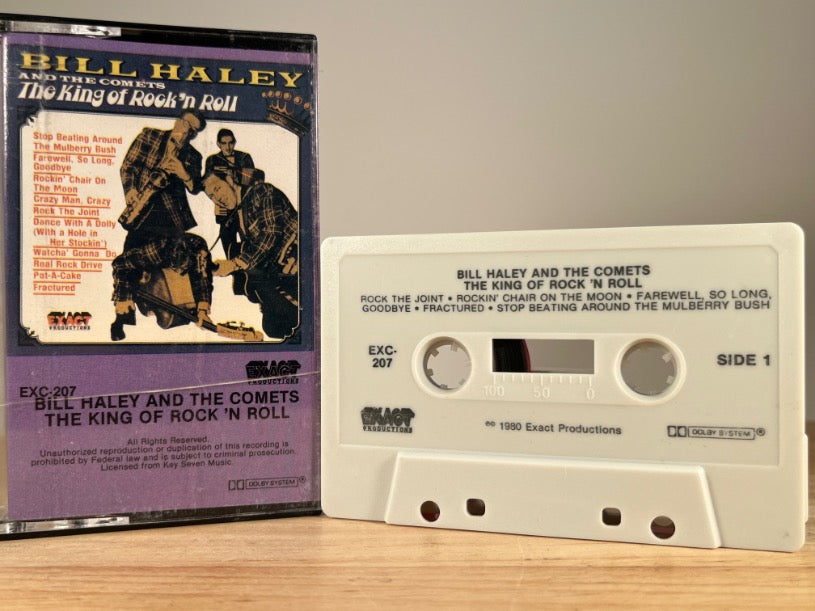 BILL HALEY
AND THE COMETS
The King of Rock 'n Roll
Stop Beating Around
The Mulberry Bush
Farewell, So Long,
Goodbye
Rockin' Chair On
The Moon
Crazy Man, Crazy
Rock The Joint
Dance With A Dolly
(With a Hole in
Her Stockin')
Watcha' Gonna Do
Real Rock Drive
Pat-A-Cake
Fractured
EXACT
PRODUCTIONS
EXACT
PRODUCTIONS
EXC-207
BILL HALEY AND THE COMETS
THE KING OF ROCK 'N ROLL
All Rights Reserved.
Unauthorized reproduction or duplication of this recording is
prohibited by Federal law and is subject to criminal prosecution.
Licensed from Key Seven Music.
DOLBY SYSTEM ®
BILL HALEY AND THE COMETS
THE KING OF ROCK 'N ROLL
ROCK THE JOINT • ROCKIN' CHAIR ON THE MOON • FAREWELL, SO LONG,
GOODBYE • FRACTURED • STOP BEATING AROUND THE MULBERRY BUSH
EXC-
207
SIDE 1
100 50 0
EXACT
PRODUCTIONS
©℗ 1980 Exact Productions
DOLBY SYSTEM ®